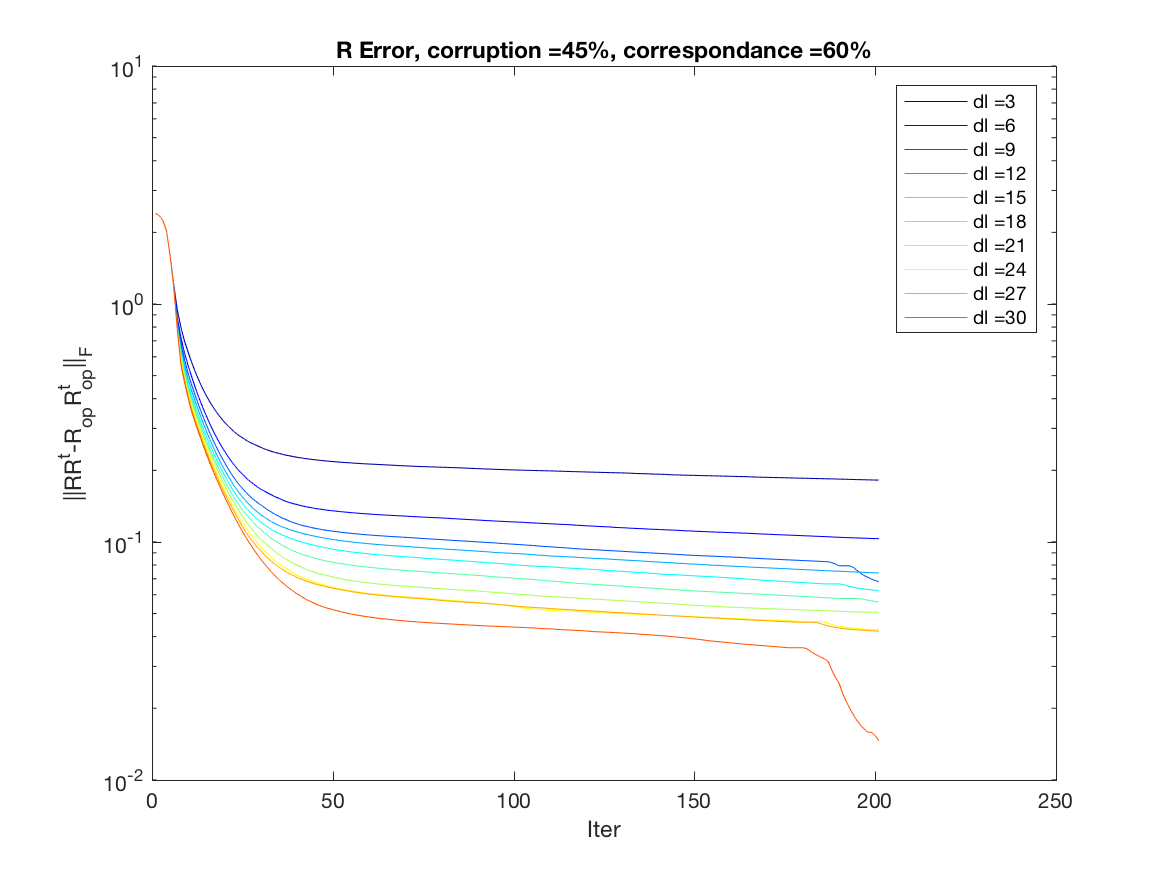 R Error, corruption =45%, correspondance =60%
10^1
10^0
10^-1
10^-2
||RR^t-R_op R_op^t||_F
dl =3
dl =6
dl =9
dl =12
dl =15
dl =18
dl =21
dl =24
dl =27
dl =30
0 50 100 150 200 250
Iter